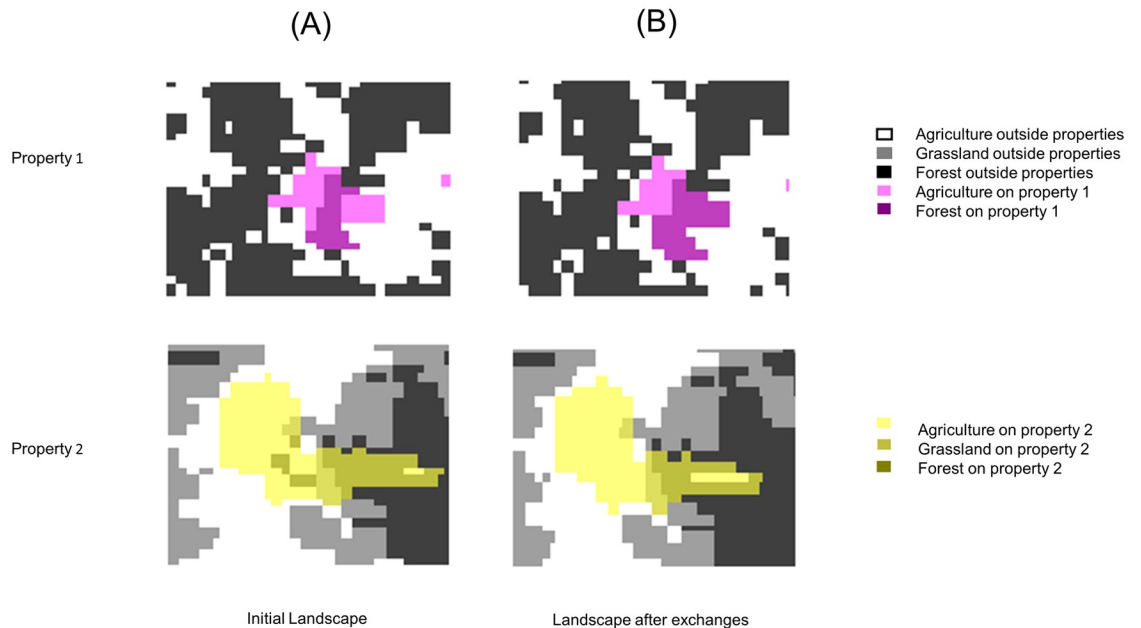 (A)
(B)
Property 1
Agriculture outside properties
Grassland outside properties
Forest outside properties
Agriculture on property 1
Forest on property 1
Property 2
Agriculture on property 2
Grassland on property 2
Forest on property 2
Initial Landscape
Landscape after exchanges